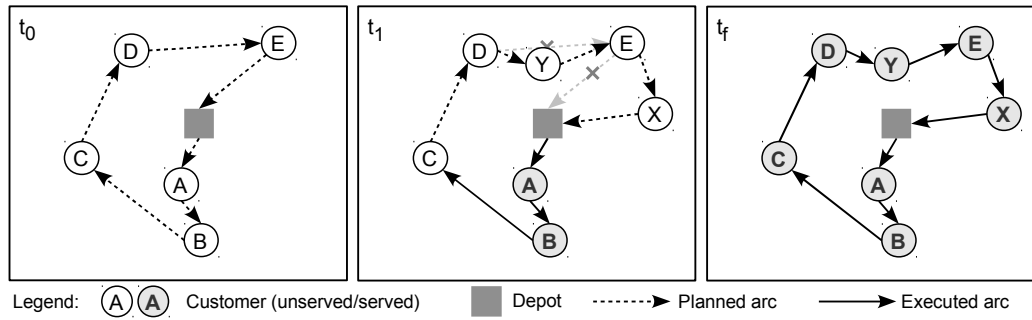 t0
D
E
C
A
B
t1
D
Y
E
X
C
A
B
tf
D
Y
E
X
C
A
B
Legend: A A Customer (unserved/served) Depot Planned arc Executed arc